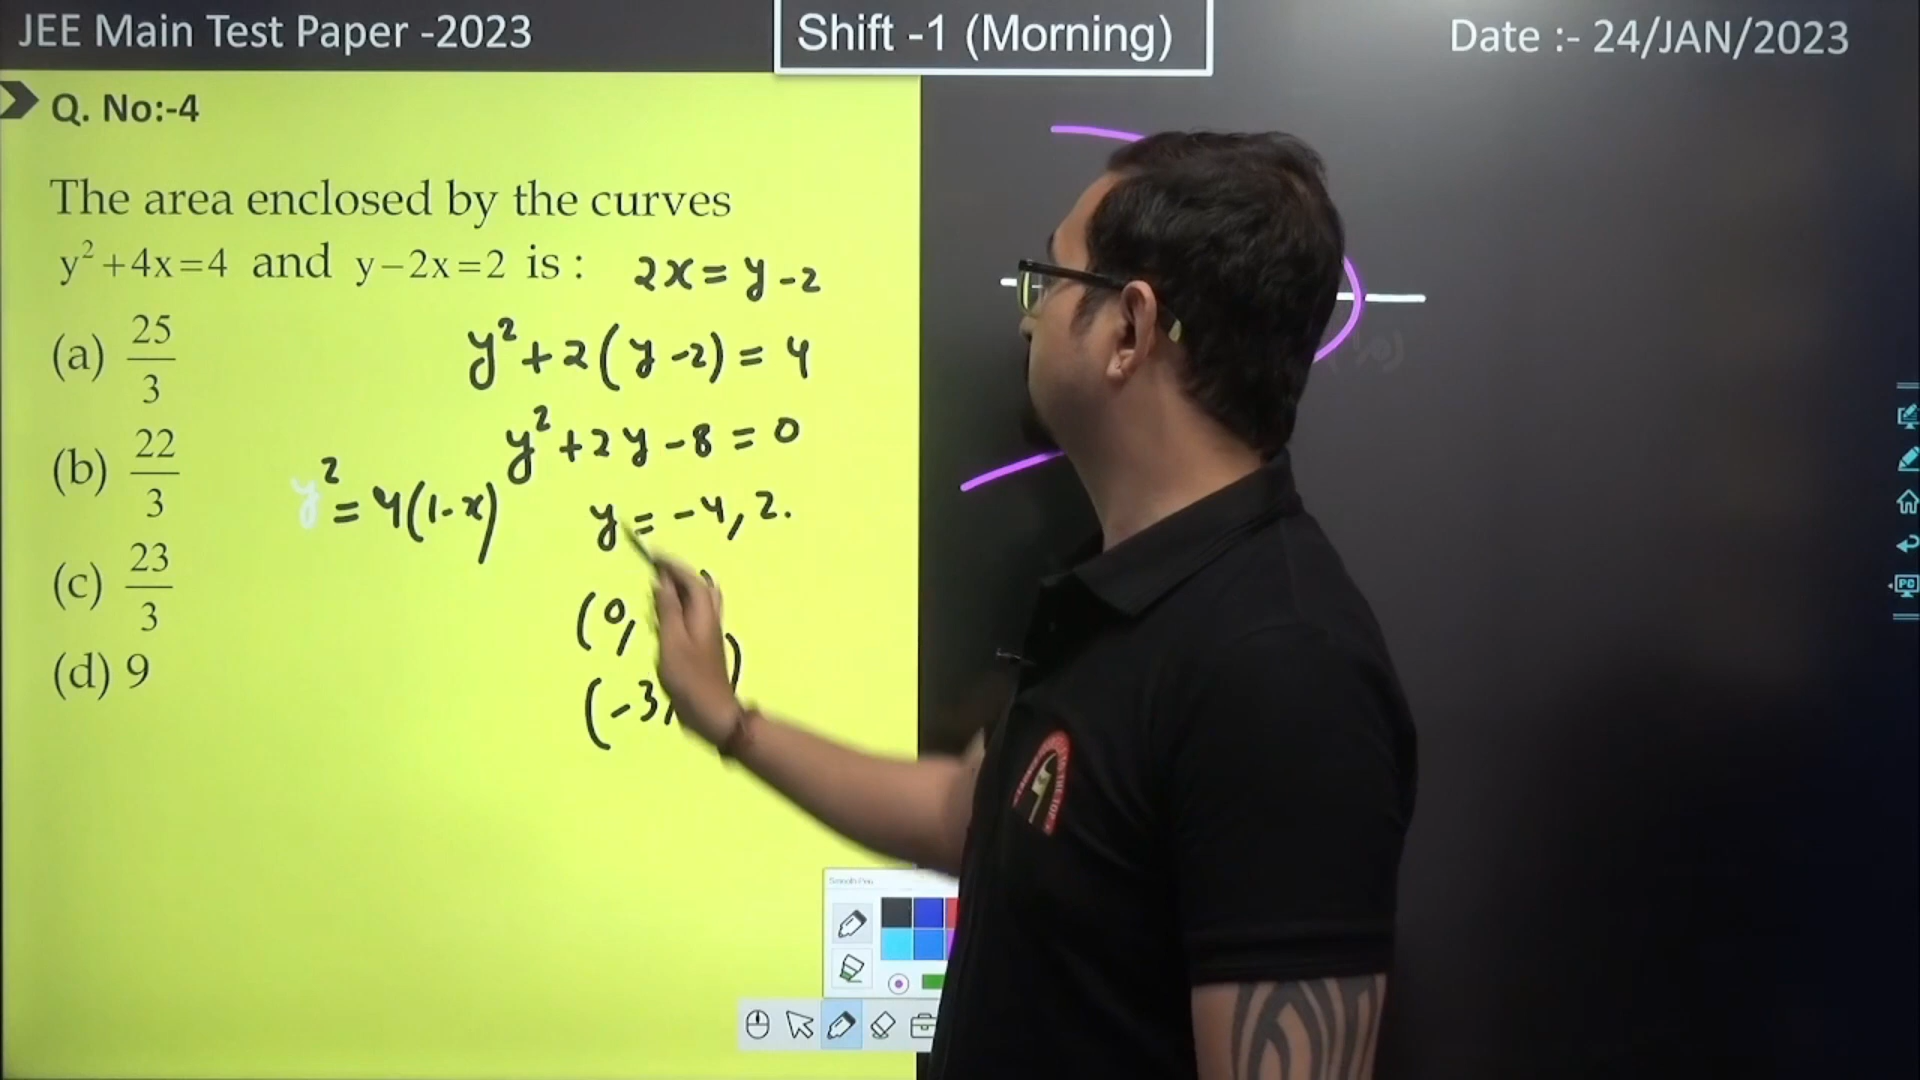 JEE Main Test Paper -2023
Shift -1 (Morning)
Date :- 24/JAN/2023
Q. No:-4
The area enclosed by the curves
y²+4x=4 and y−2x=2 is :
2x = y -2
(a) 25/3
y² + 2(y -2) = 4
y² + 2y - 8 = 0
(b) 22/3
y² = 4(1-x)
y = -4, 2.
(c) 23/3
(0,
(d) 9
(-3,
PC